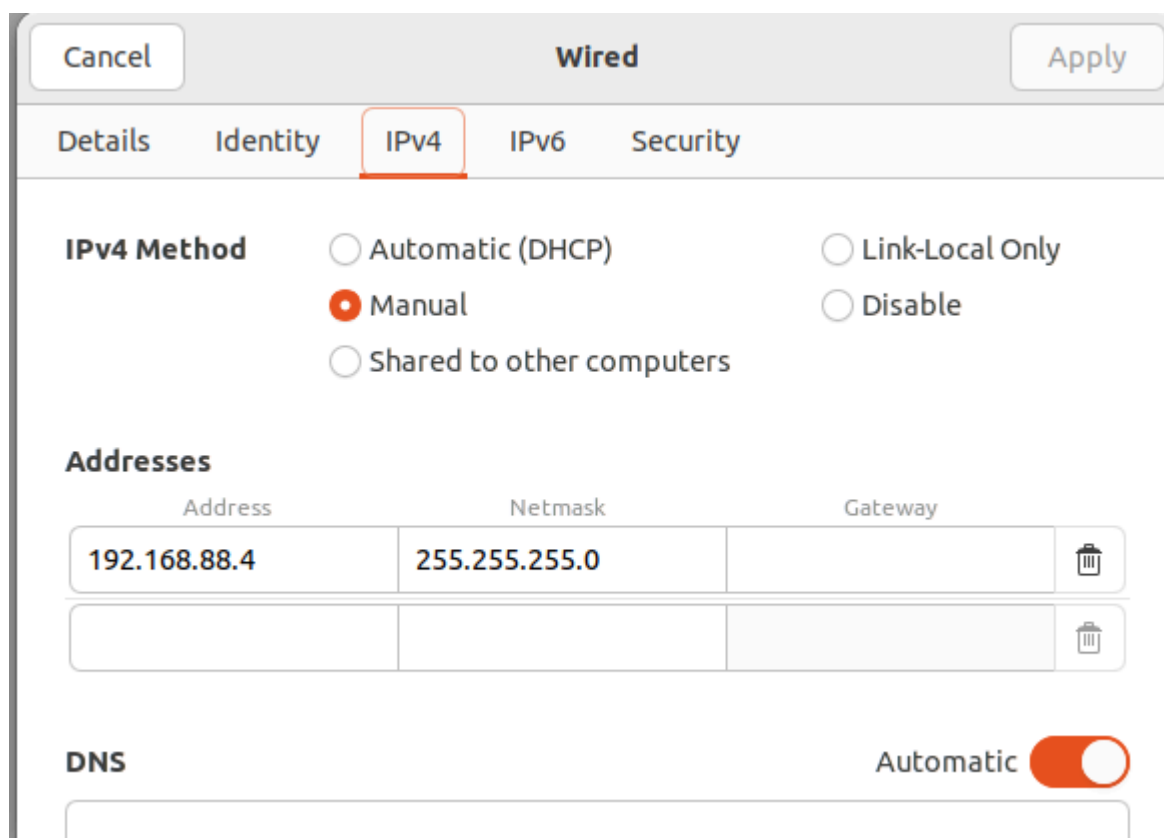 Cancel Wired Apply
Details Identity IPv4 IPv6 Security
IPv4 Method Automatic (DHCP) Link-Local Only
Manual Disable
Shared to other computers
Addresses
Address Netmask Gateway
192.168.88.4 255.255.255.0
DNS Automatic